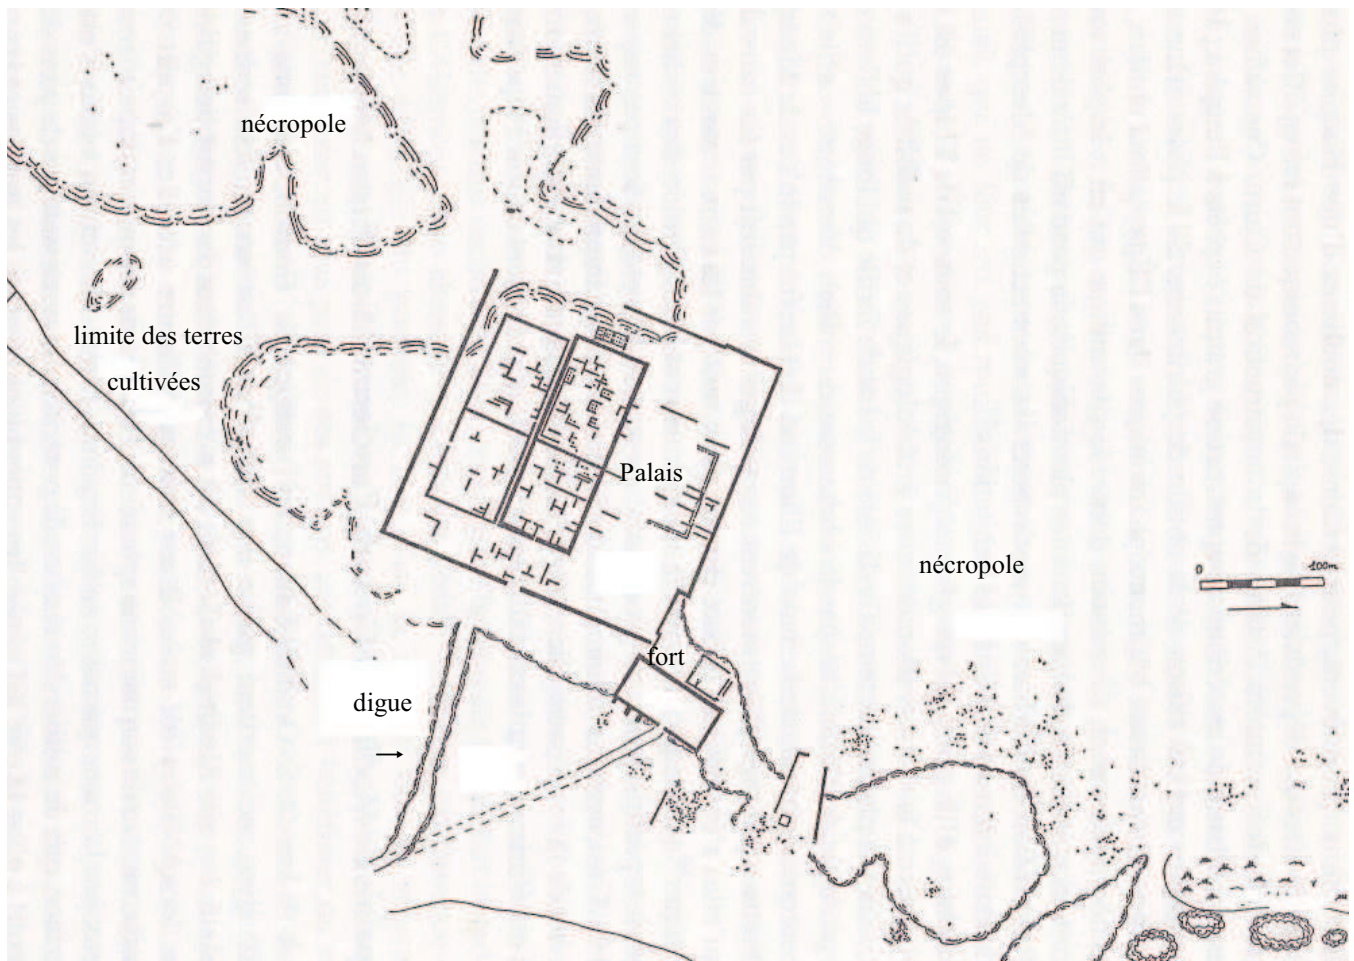 nécropole
limite des terres
cultivées
Palais
nécropole
0 100m
fort
digue